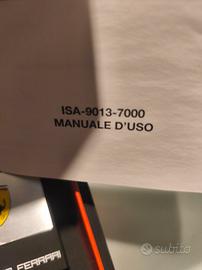 ISA-9013-7000
MANUALE D'USO
FERRARI
subito